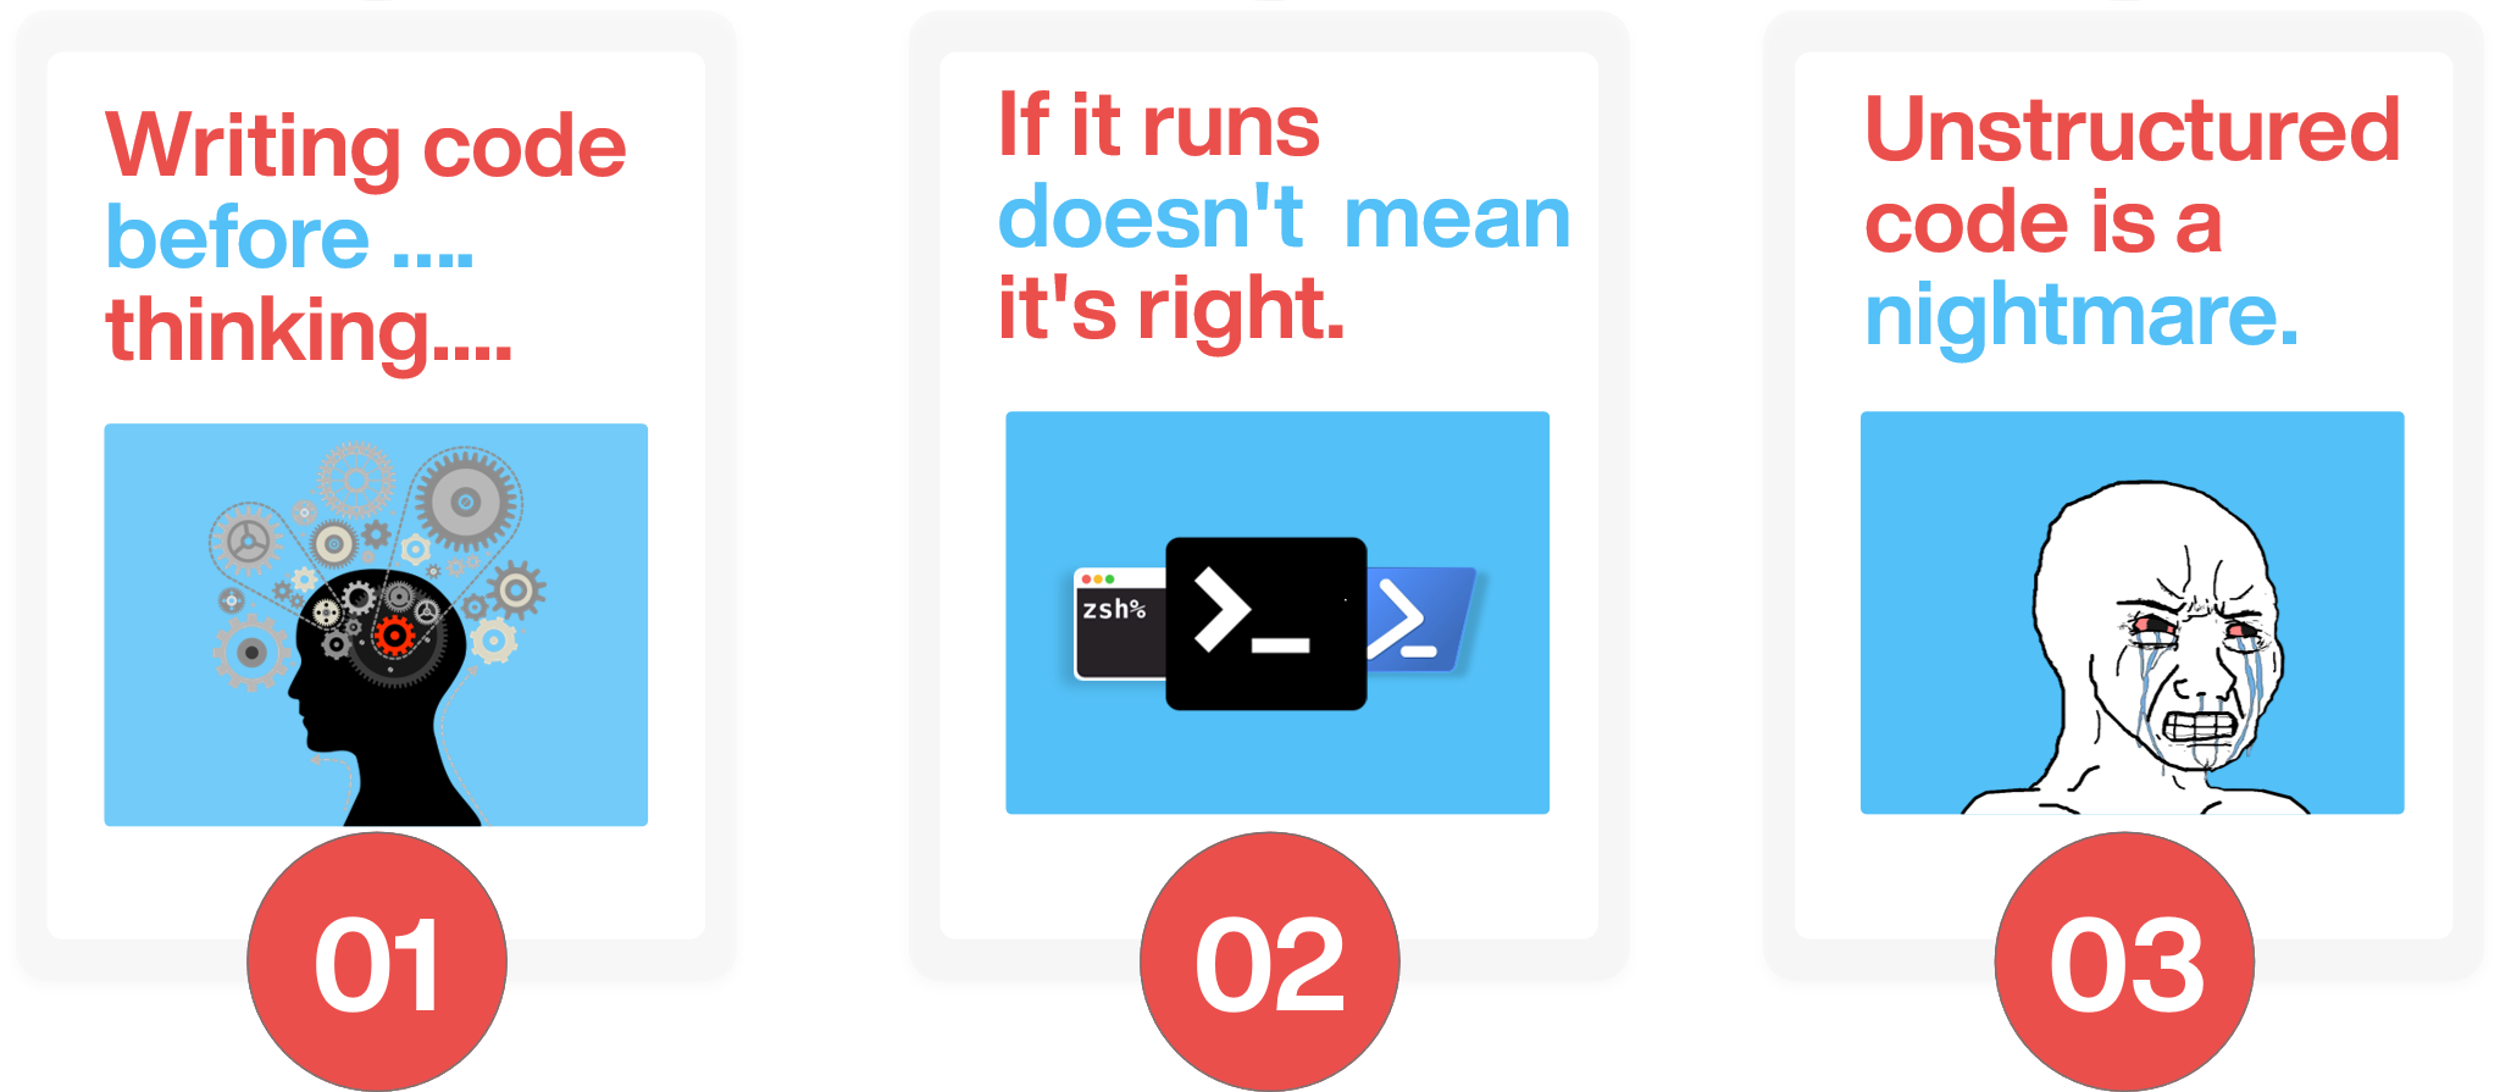 Writing code
before ....
thinking....
zsh%
01
If it runs
doesn't  mean
it's right.
02
Unstructured
code is a
nightmare.
03